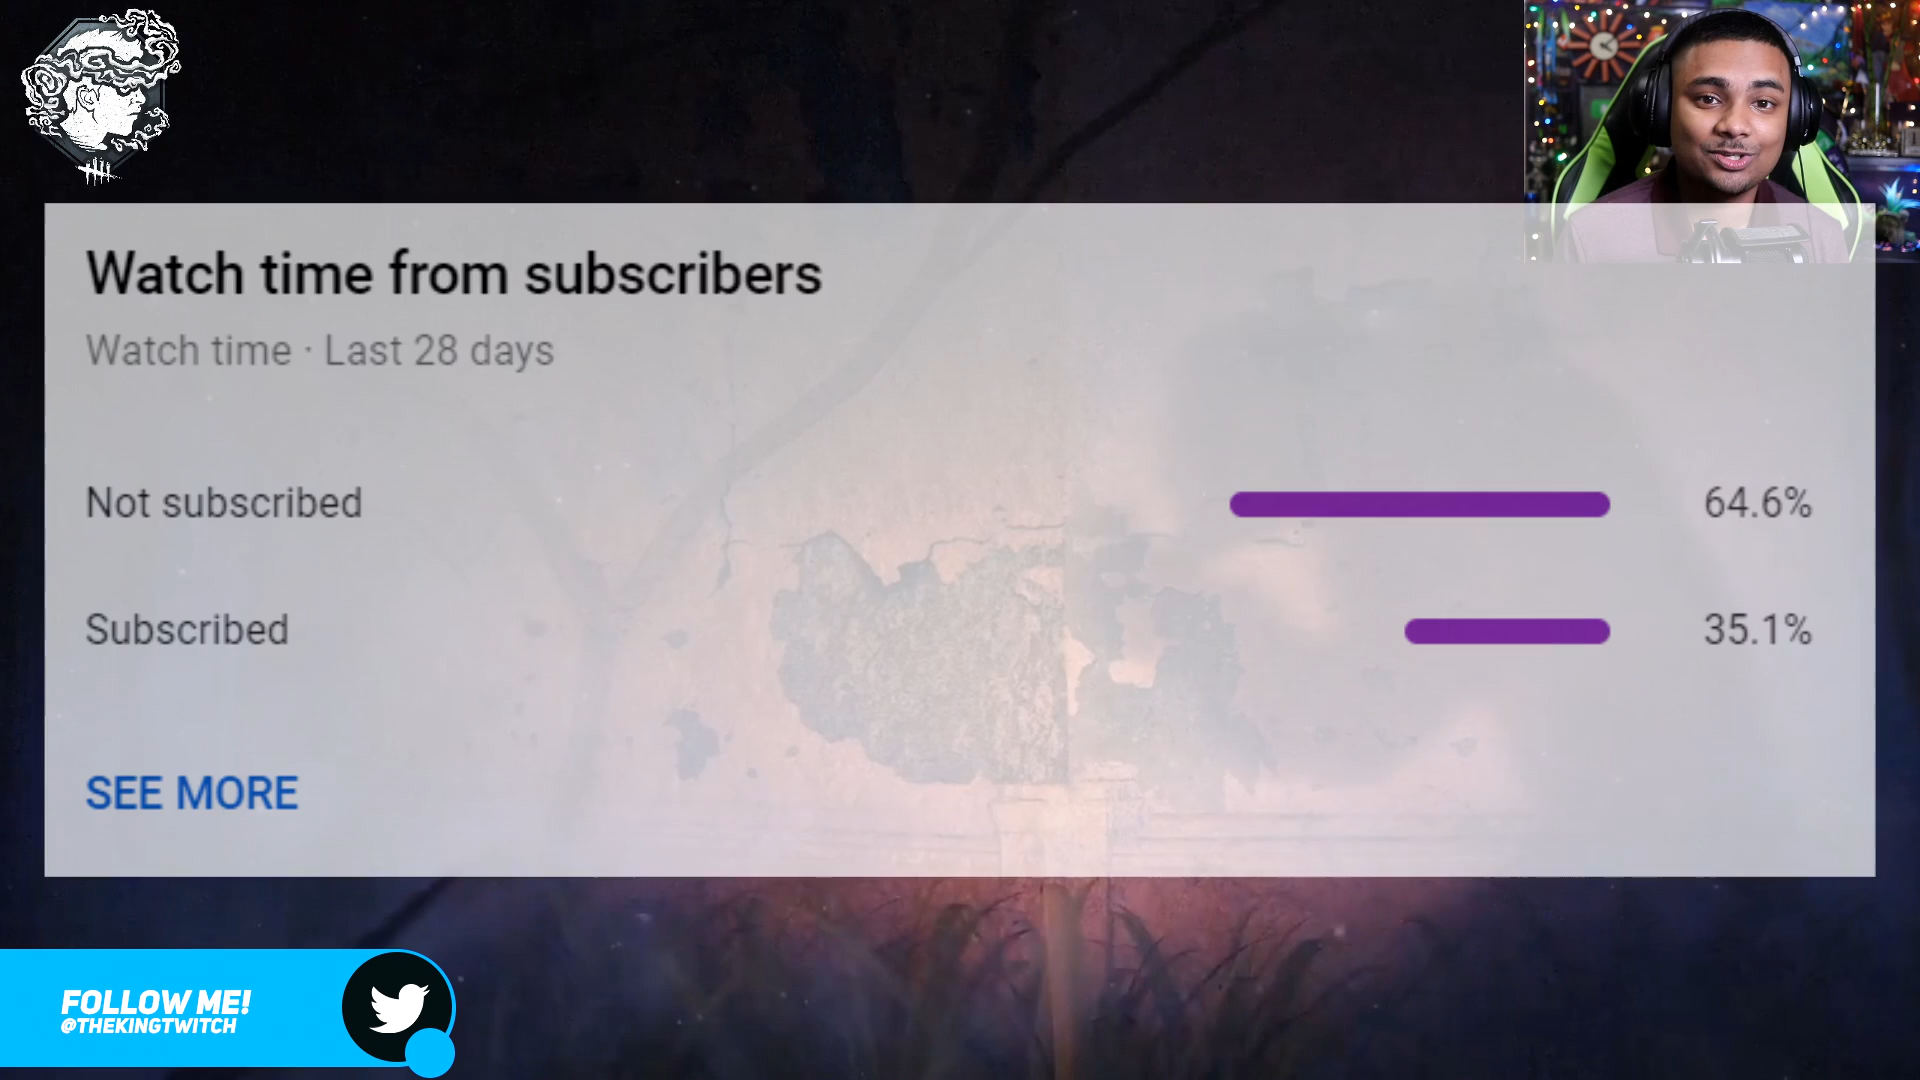 Watch time from subscribers
Watch time · Last 28 days
Not subscribed 64.6%
Subscribed 35.1%
SEE MORE
FOLLOW ME!
@THEKINGTWITCH